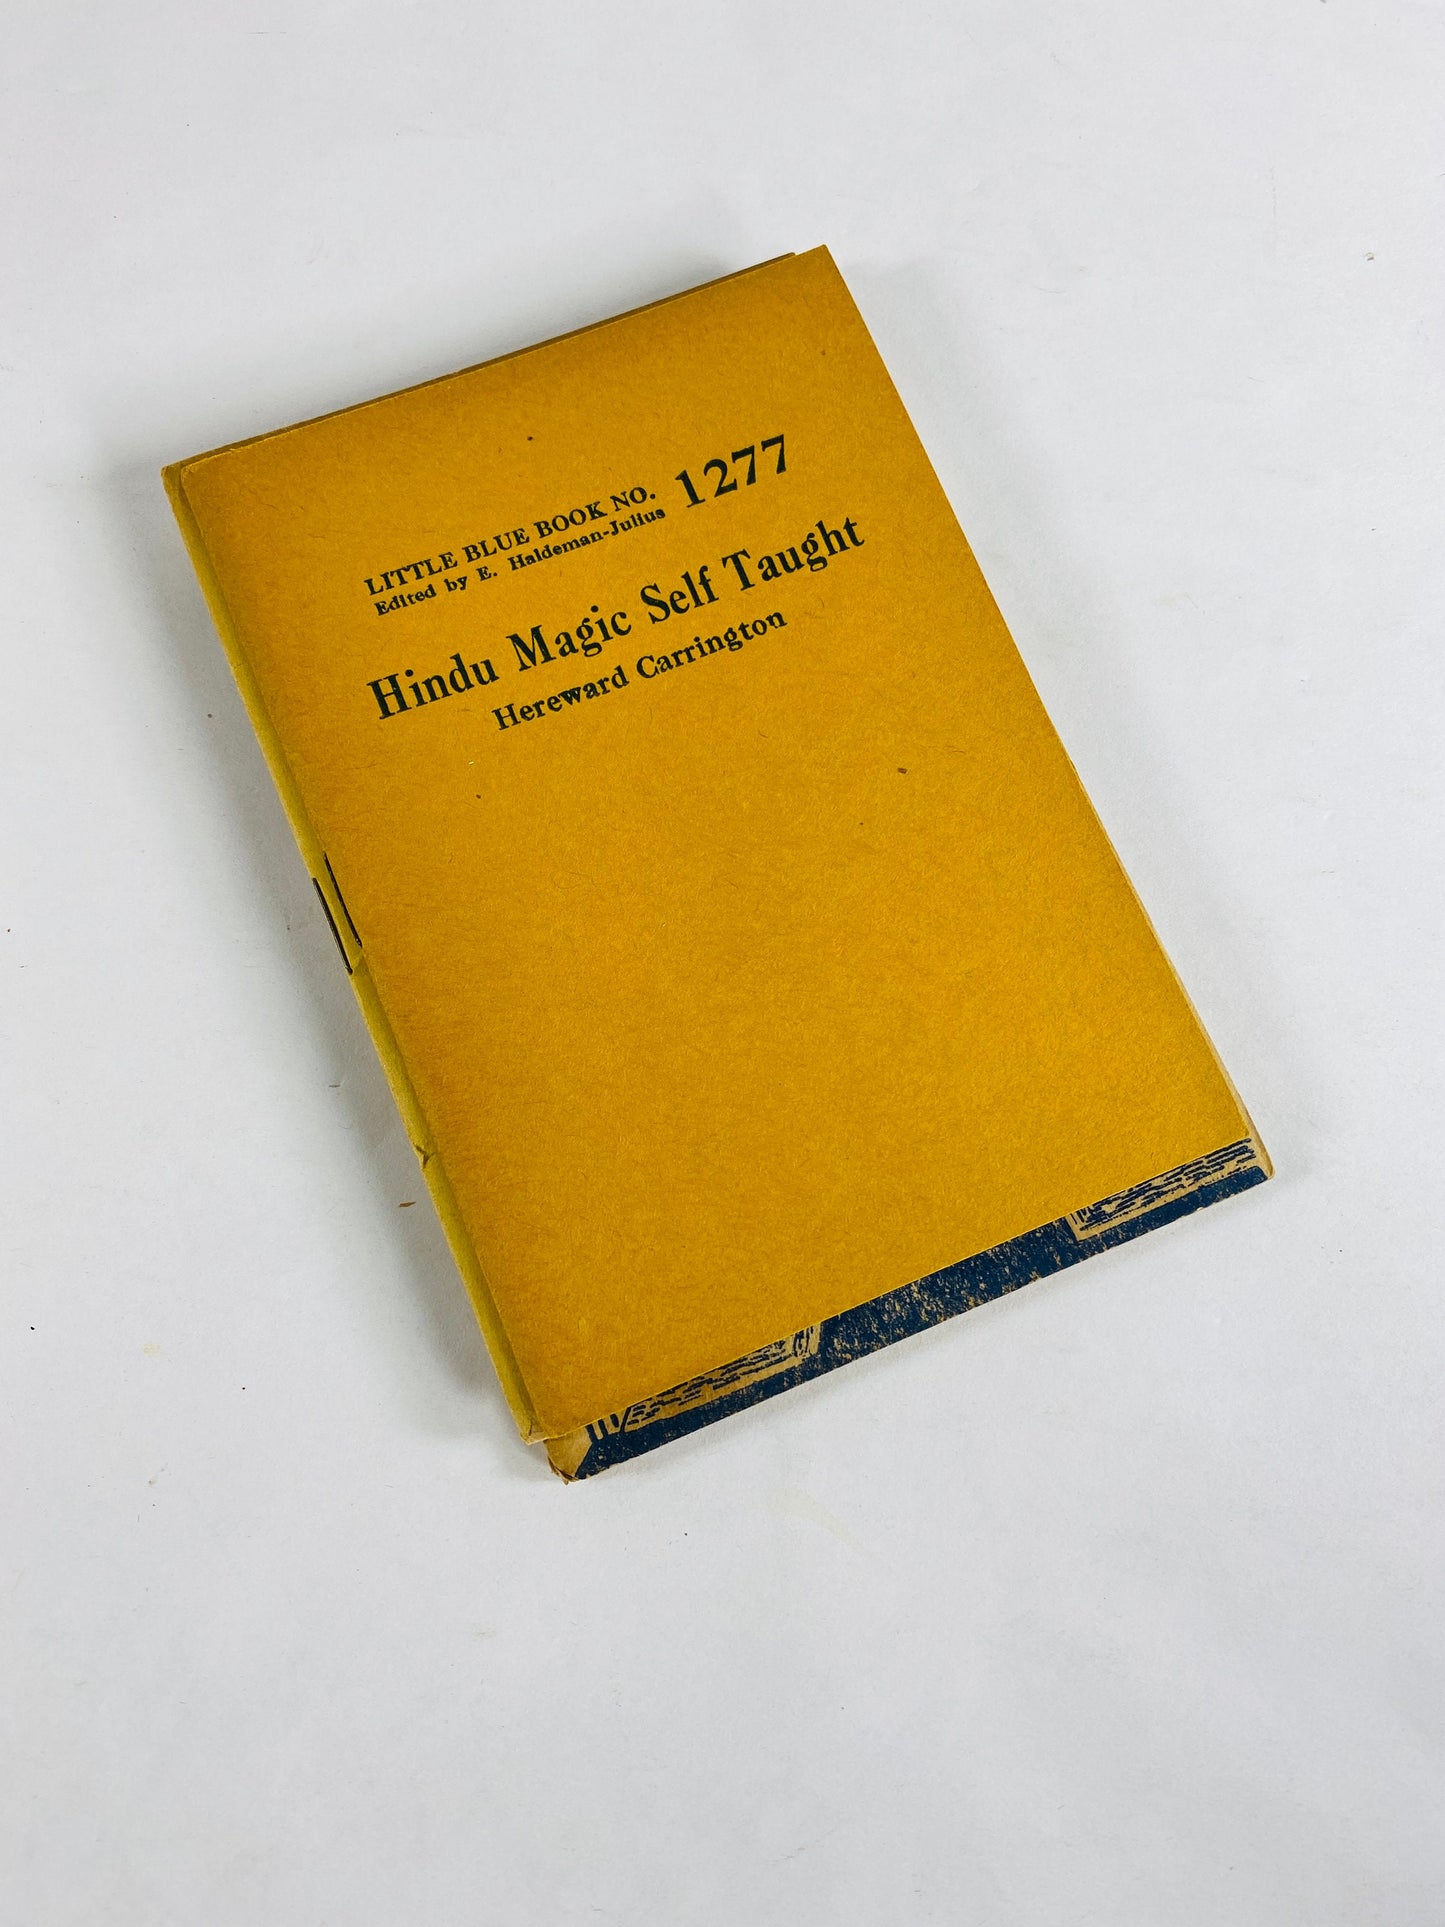 LITTLE BLUE BOOK NO. 1277
Edited by E. Haldeman-Julius
Hindu Magic Self Taught
Hereward Carrington